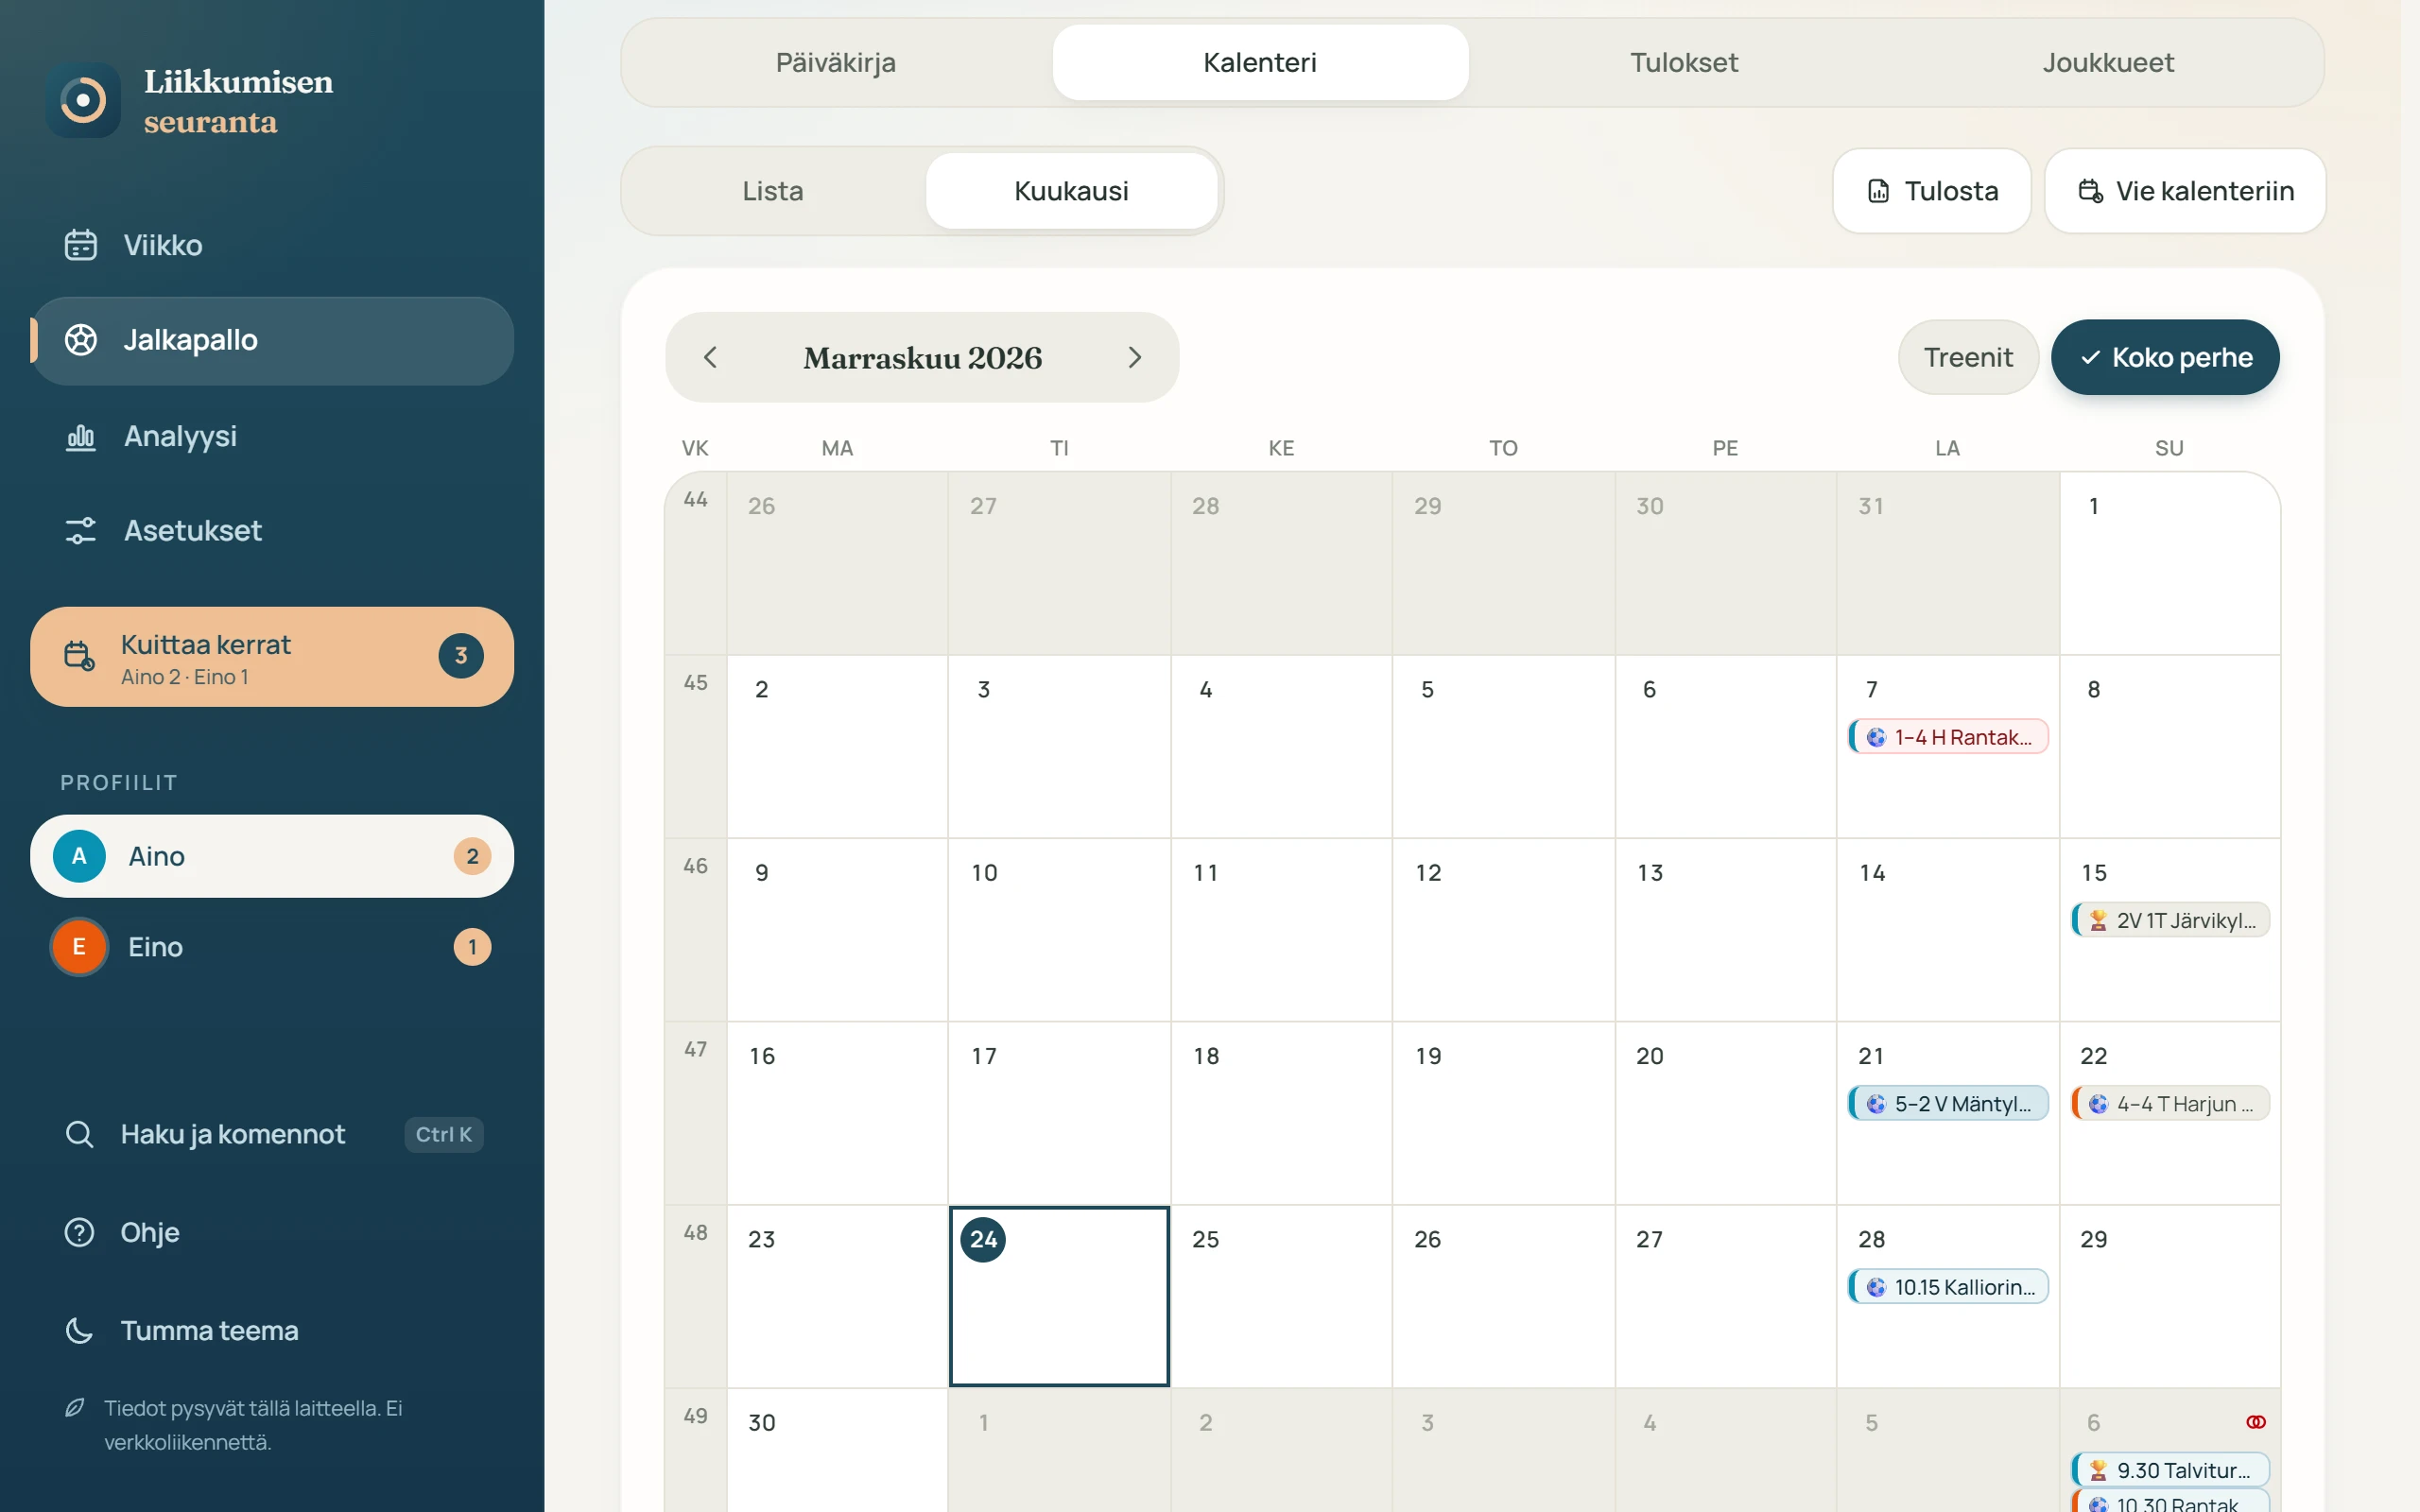 Liikkumisen
seuranta
Viikko
Jalkapallo
Analyysi
Asetukset
Kuittaa kerrat
Aino 2 · Eino 1
3
PROFIILIT
A Aino 2
E Eino 1
Haku ja komennot Ctrl K
Ohje
Tumma teema
Tiedot pysyvät tällä laitteella. Ei
verkkoliikennettä.
Päiväkirja Kalenteri Tulokset Joukkueet
Lista Kuukausi Tulosta Vie kalenteriin
Marraskuu 2026 Treenit Koko perhe
VK MA TI KE TO PE LA SU
44 26 27 28 29 30 31 1
45 2 3 4 5 6 7 8
1–4 H Rantak...
46 9 10 11 12 13 14 15
2V 1T Järvikyl...
47 16 17 18 19 20 21 22
5–2 V Mäntyl... 4–4 T Harjun ...
48 23 24 25 26 27 28 29
10.15 Kalliorin...
49 30 1 2 3 4 5 6
9.30 Talvitur...
10.30 Rantak